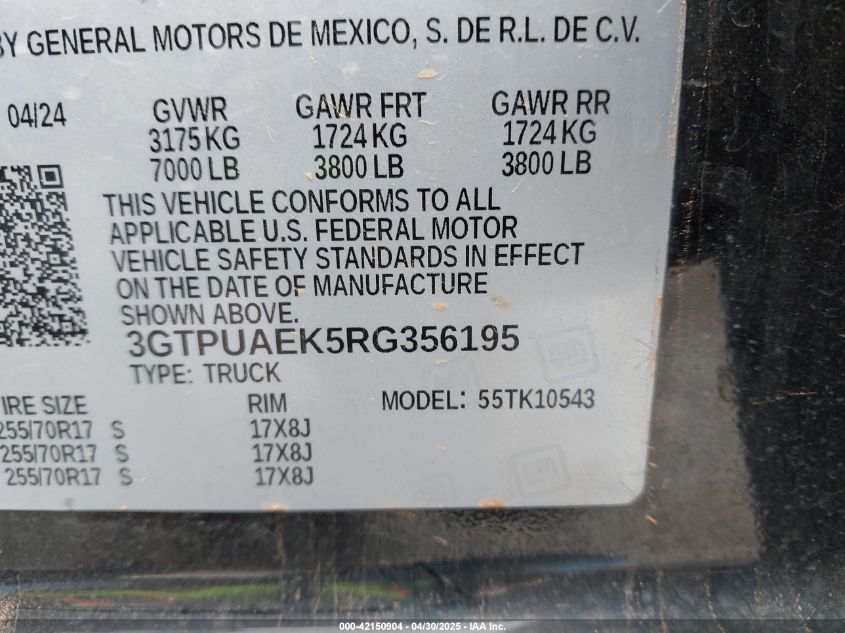 BY GENERAL MOTORS DE MEXICO, S. DE R.L. DE C.V.
04/24 GVWR GAWR FRT GAWR RR
3175 KG 1724 KG 1724 KG
7000 LB 3800 LB 3800 LB
THIS VEHICLE CONFORMS TO ALL
APPLICABLE U.S. FEDERAL MOTOR
VEHICLE SAFETY STANDARDS IN EFFECT
ON THE DATE OF MANUFACTURE
SHOWN ABOVE.
3GTPUAEK5RG356195
TYPE: TRUCK
IRE SIZE RIM MODEL: 55TK10543
255/70R17 S 17X8J
255/70R17 S 17X8J
255/70R17 S 17X8J
000-42150904 - 04/30/2025 - IAA Inc.